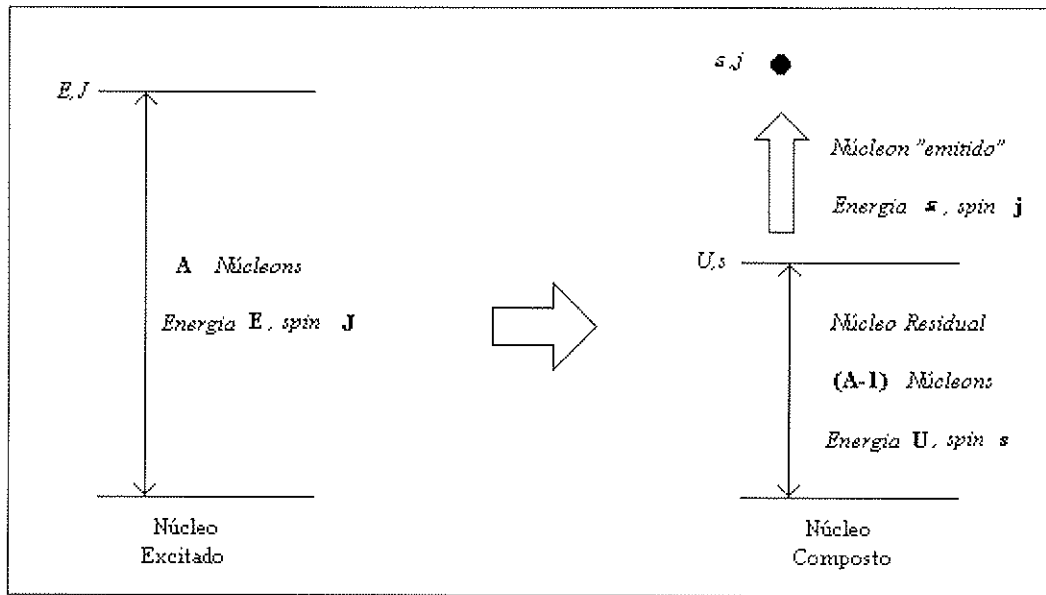 E, J
A Núcleons
Energia E, spin J
Núcleo
Excitado
ε,j
Núcleon "emitido"
Energia ε, spin j
U,s
Núcleo Residual
(A-1) Núcleons
Energia U, spin s
Núcleo
Composto